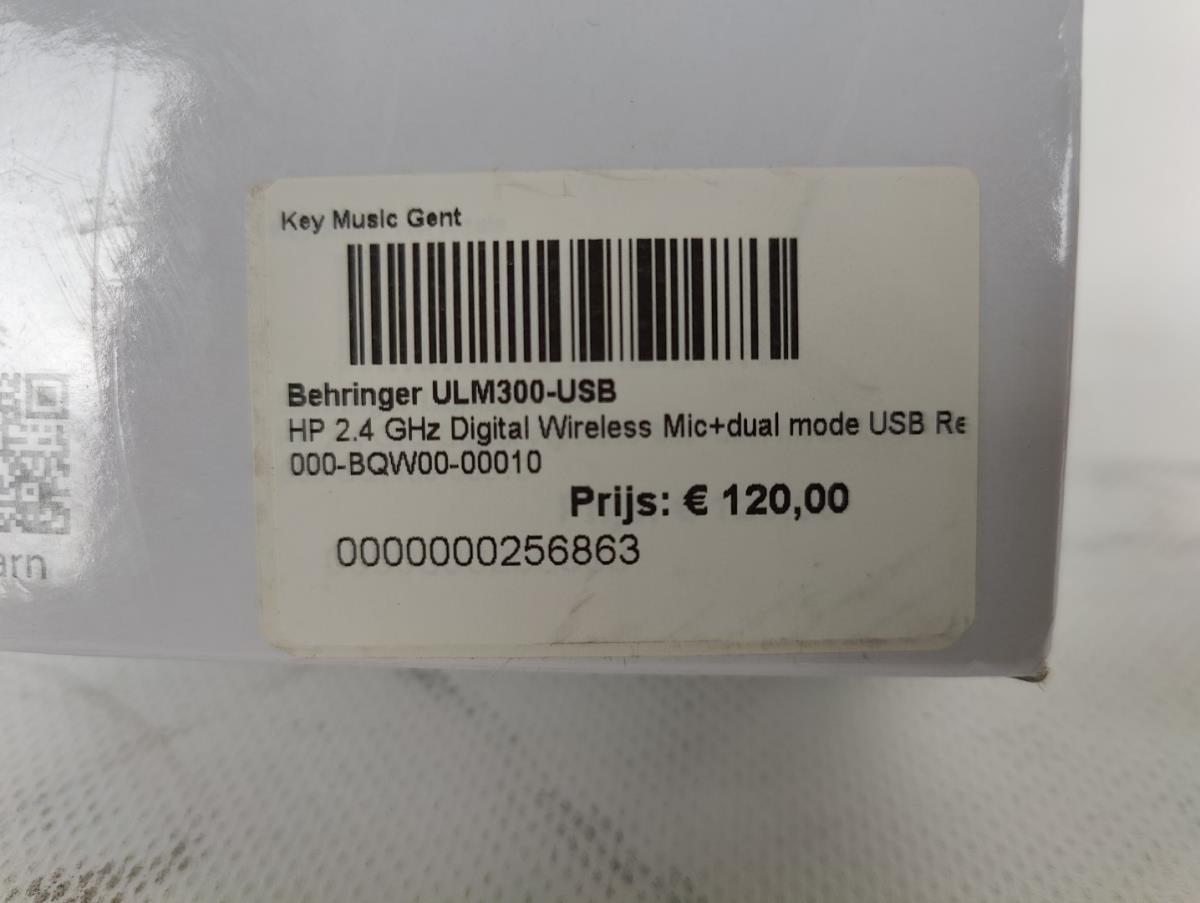 Key Music Gent
Behringer ULM300-USB
HP 2.4 GHz Digital Wireless Mic+dual mode USB Re
000-BQW00-00010
Prijs: € 120,00
0000000256863
arn